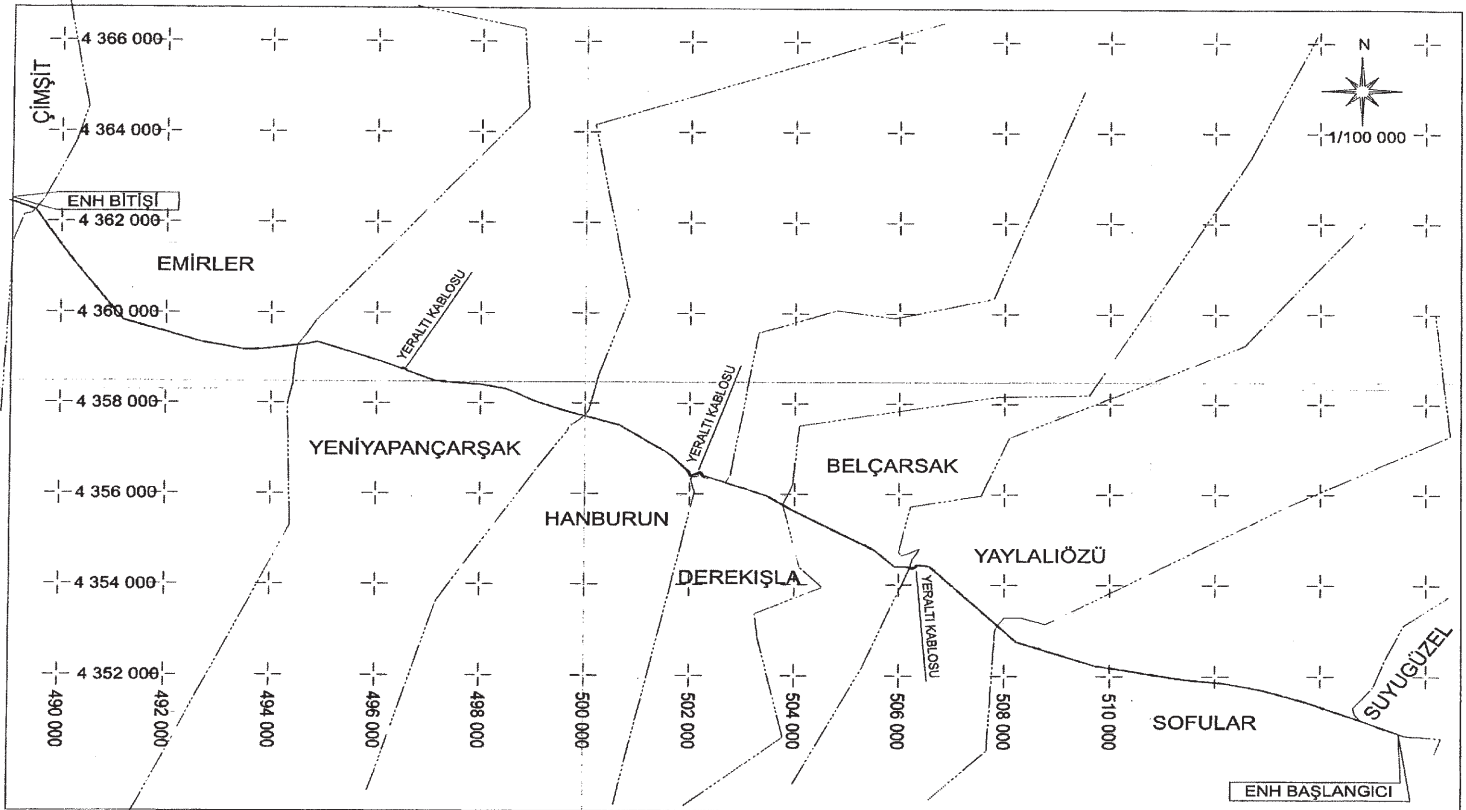 4 366 000
N
ÇİMŞİT
4 364 000
1/100 000
ENH BİTİŞİ
4 362 000
EMİRLER
YERALTI KABLOSU
4 360 000
YERALTI KABLOSU
4 358 000
YENİYAPANÇARŞAK
BELÇARSAK
4 356 000
HANBURUN
YAYLALIÖZÜ
DEREKIŞLA
4 354 000
YERALTI KABLOSU
4 352 000
SUYUGÜZEL
490 000
492 000
494 000
496 000
498 000
500 000
502 000
504 000
506 000
508 000
510 000
SOFULAR
ENH BAŞLANGICI